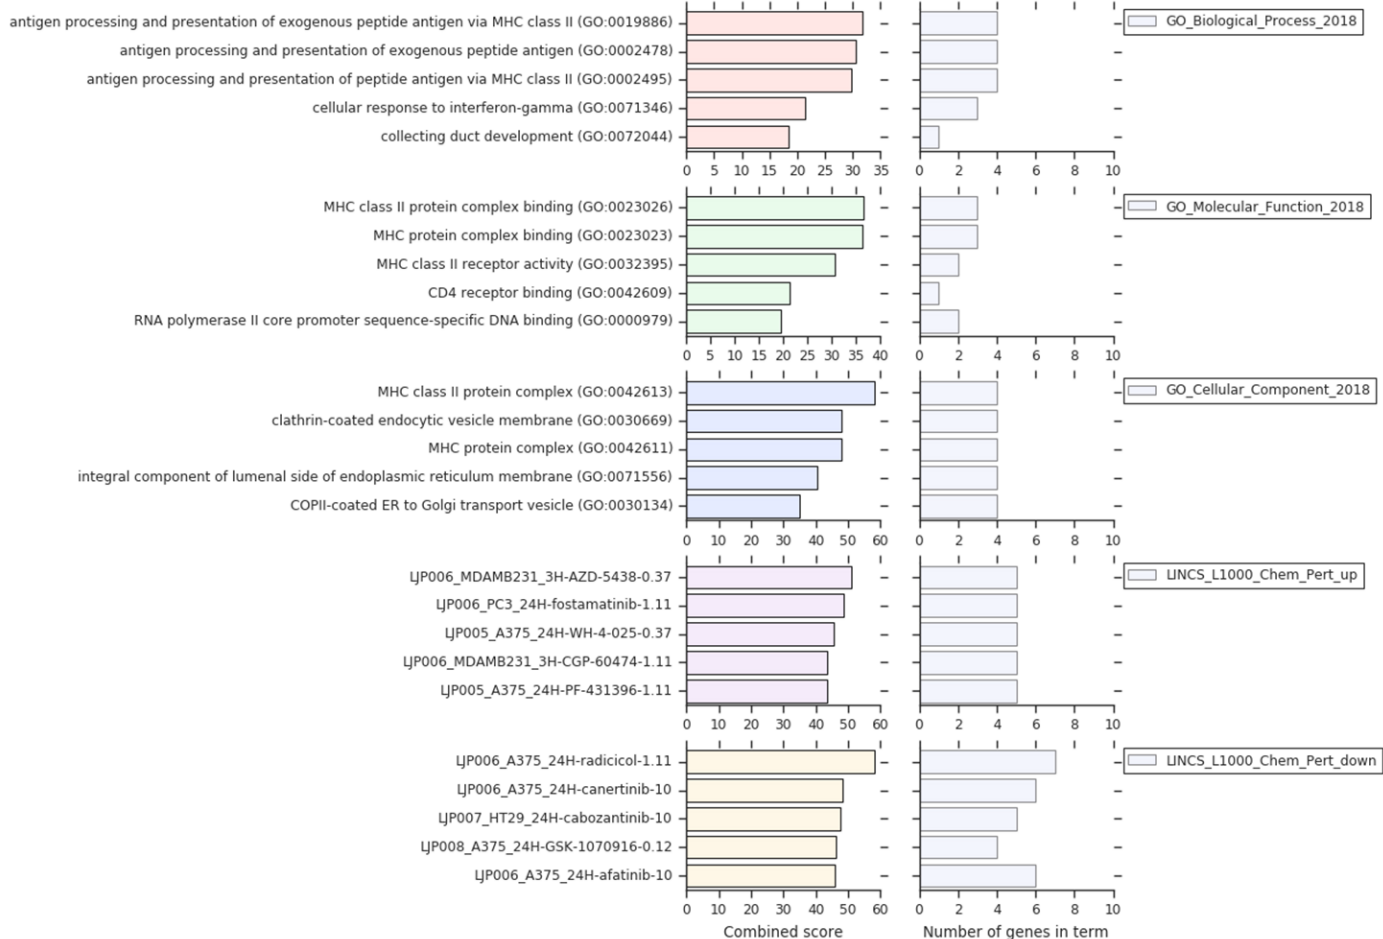 antigen processing and presentation of exogenous peptide antigen via MHC class II (GO:0019886)
antigen processing and presentation of exogenous peptide antigen (GO:0002478)
antigen processing and presentation of peptide antigen via MHC class II (GO:0002495)
cellular response to interferon-gamma (GO:0071346)
collecting duct development (GO:0072044)
0 5 10 15 20 25 30 35
0 2 4 6 8 10
GO_Biological_Process_2018
MHC class II protein complex binding (GO:0023026)
MHC protein complex binding (GO:0023023)
MHC class II receptor activity (GO:0032395)
CD4 receptor binding (GO:0042609)
RNA polymerase II core promoter sequence-specific DNA binding (GO:0000979)
0 5 10 15 20 25 30 35 40
0 2 4 6 8 10
GO_Molecular_Function_2018
MHC class II protein complex (GO:0042613)
clathrin-coated endocytic vesicle membrane (GO:0030669)
MHC protein complex (GO:0042611)
integral component of lumenal side of endoplasmic reticulum membrane (GO:0071556)
COPII-coated ER to Golgi transport vesicle (GO:0030134)
0 10 20 30 40 50 60
0 2 4 6 8 10
GO_Cellular_Component_2018
LJP006_MDAMB231_3H-AZD-5438-0.37
LJP006_PC3_24H-fostamatinib-1.11
LJP005_A375_24H-WH-4-025-0.37
LJP006_MDAMB231_3H-CGP-60474-1.11
LJP005_A375_24H-PF-431396-1.11
0 10 20 30 40 50 60
0 2 4 6 8 10
LINCS_L1000_Chem_Pert_up
LJP006_A375_24H-radicicol-1.11
LJP006_A375_24H-canertinib-10
LJP007_HT29_24H-cabozantinib-10
LJP008_A375_24H-GSK-1070916-0.12
LJP006_A375_24H-afatinib-10
0 10 20 30 40 50 60
0 2 4 6 8 10
LINCS_L1000_Chem_Pert_down
Combined score
Number of genes in term